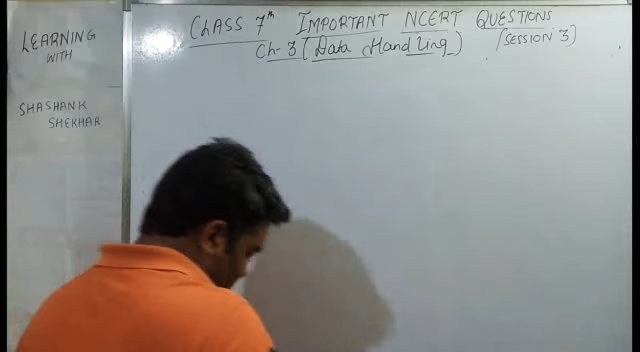 LEARNING
WITH
SHASHANK
SHEKHAR
CLASS 7th IMPORTANT NCERT QUESTIONS
Ch-3 (Data Handling) (SESSION 3)